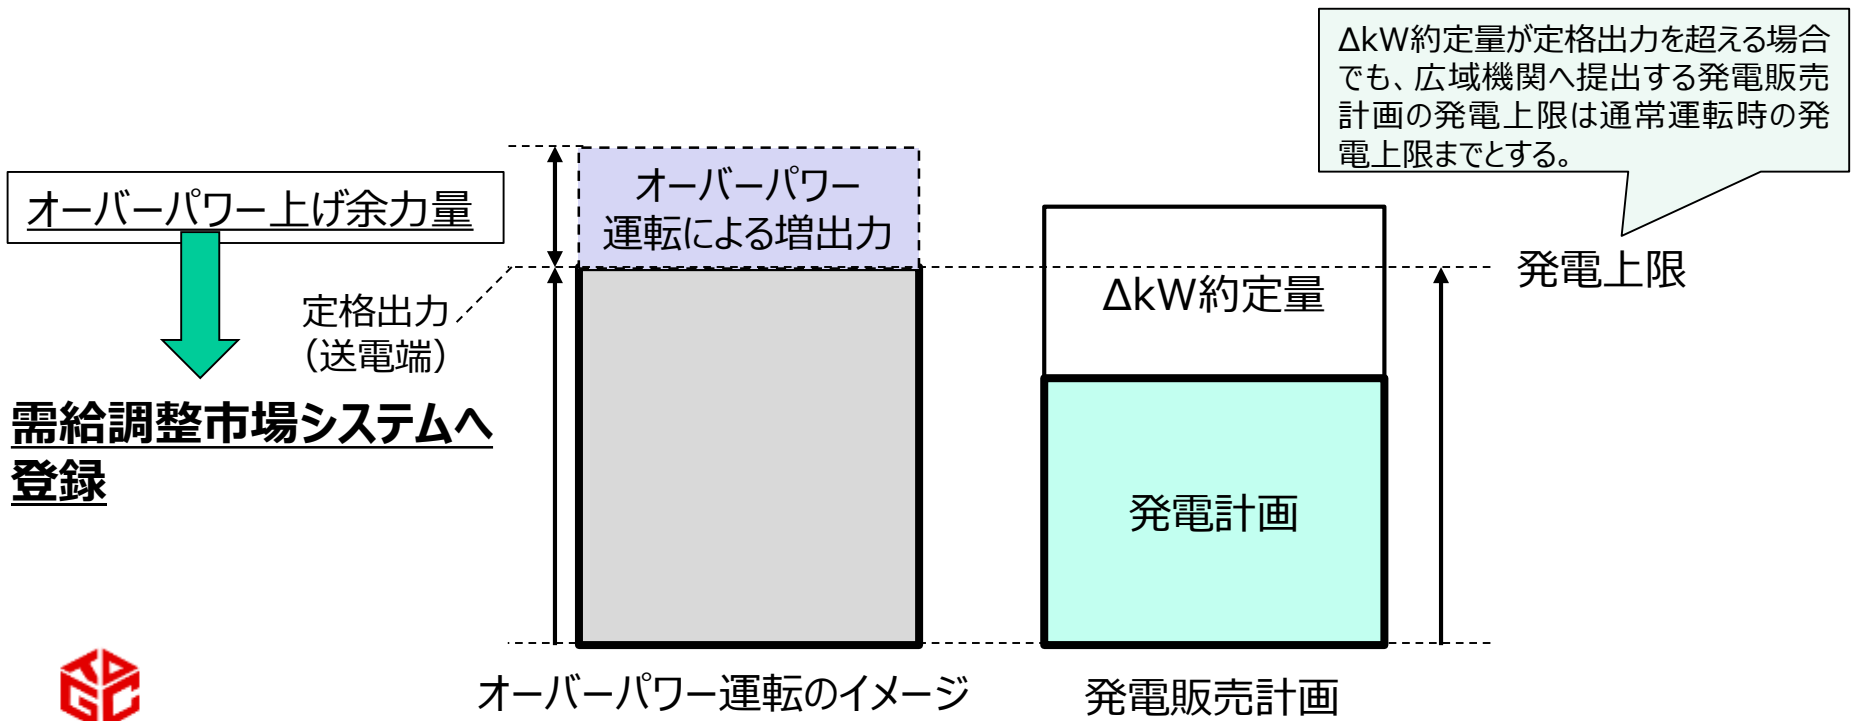 ΔkW約定量が定格出力を超える場合
でも、広域機関へ提出する発電販売
計画の発電上限は通常運転時の発
電上限までとする。
オーバーパワー上げ余力量
オーバーパワー
運転による増出力
発電上限
定格出力
（送電端）
ΔkW約定量
需給調整市場システムへ
登録
発電計画
オーバーパワー運転のイメージ
発電販売計画
TDGC